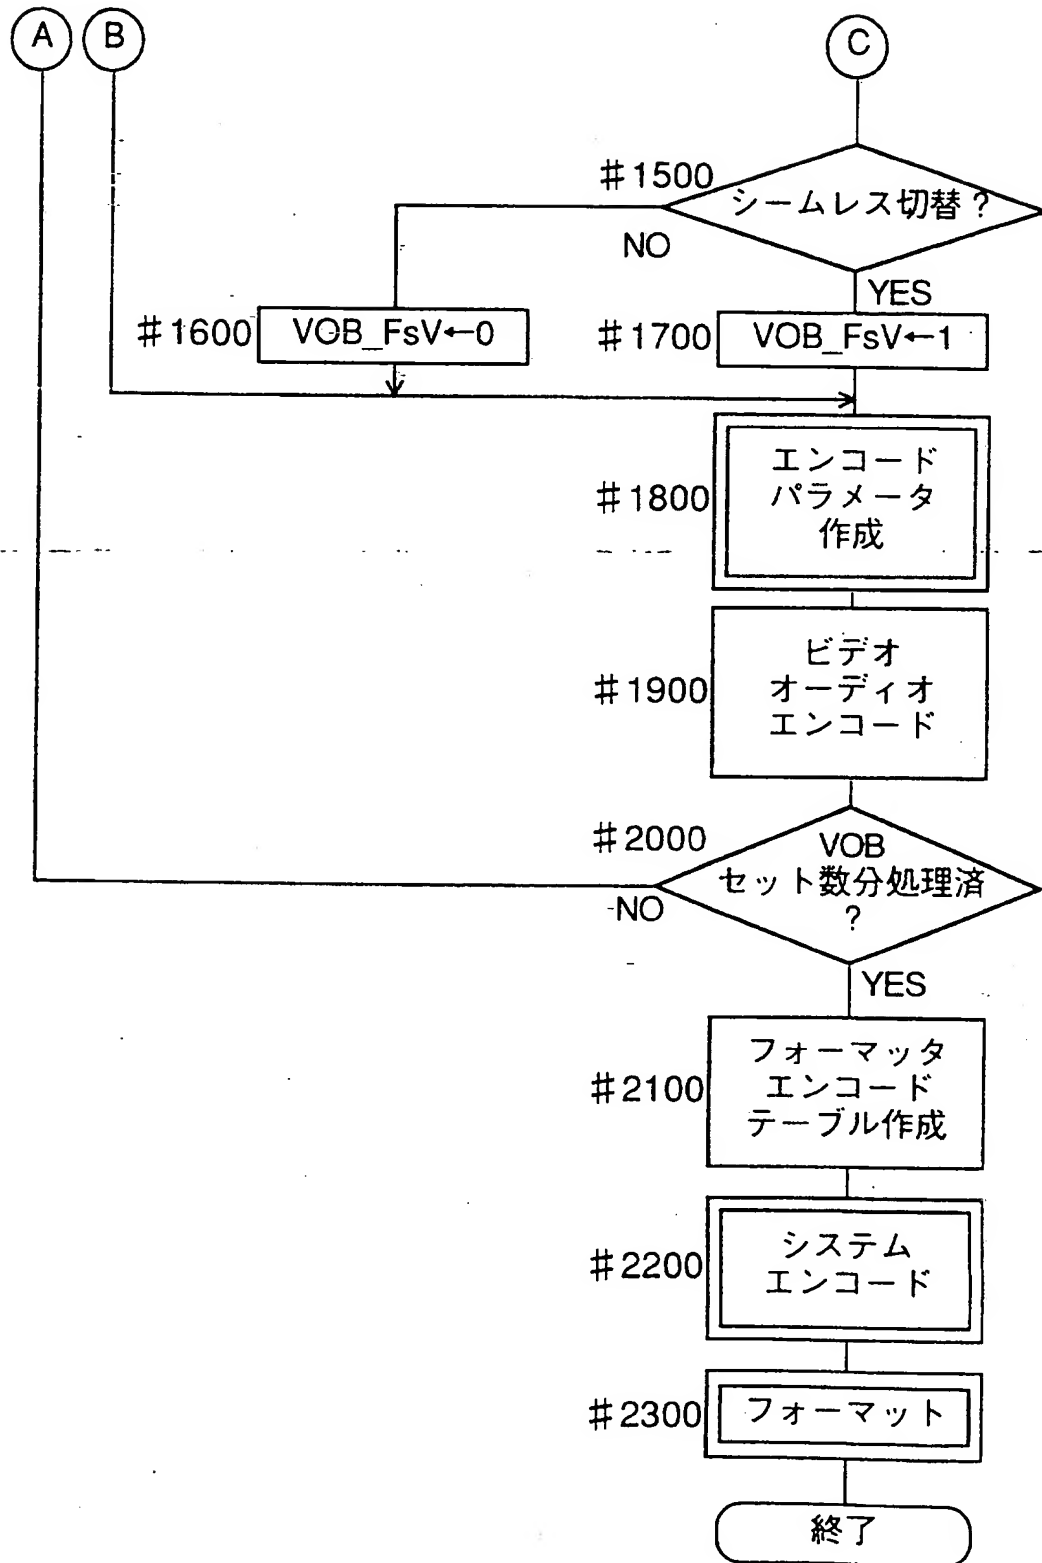 A B C
#1500
シームレス切替?
NO
YES
#1600
VOB_FsV←0
#1700
VOB_FsV←1
#1800
エンコード
パラメータ
作成
#1900
ビデオ
オーディオ
エンコード
#2000
VOB
セット数分処理済
?
NO
YES
#2100
フォーマッタ
エンコード
テーブル作成
#2200
システム
エンコード
#2300
フォーマット
終了